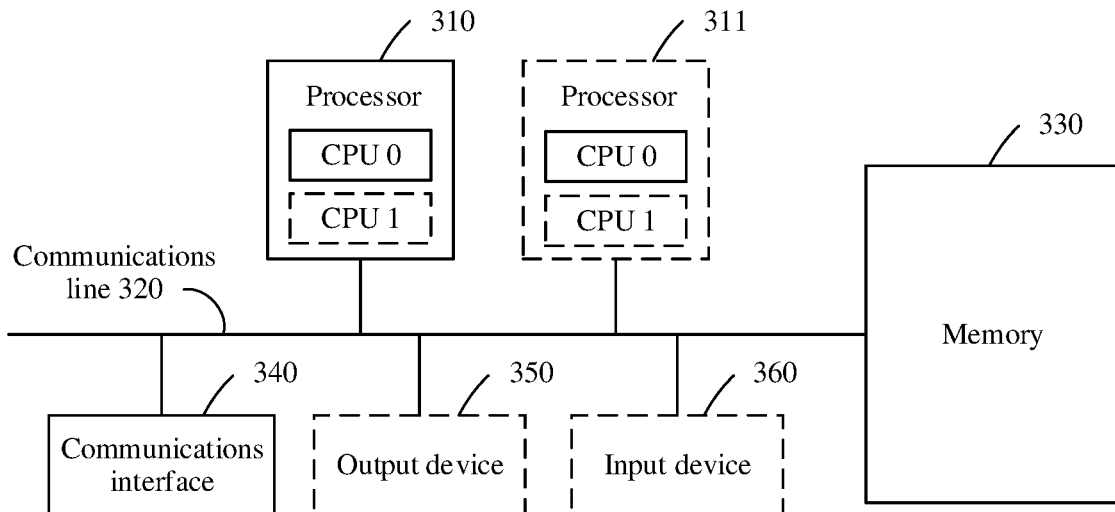 310
311
Processor
Processor
330
CPU 0
CPU 0
CPU 1
CPU 1
Communications
line 320
Memory
340
350
360
Communications
interface
Output device
Input device